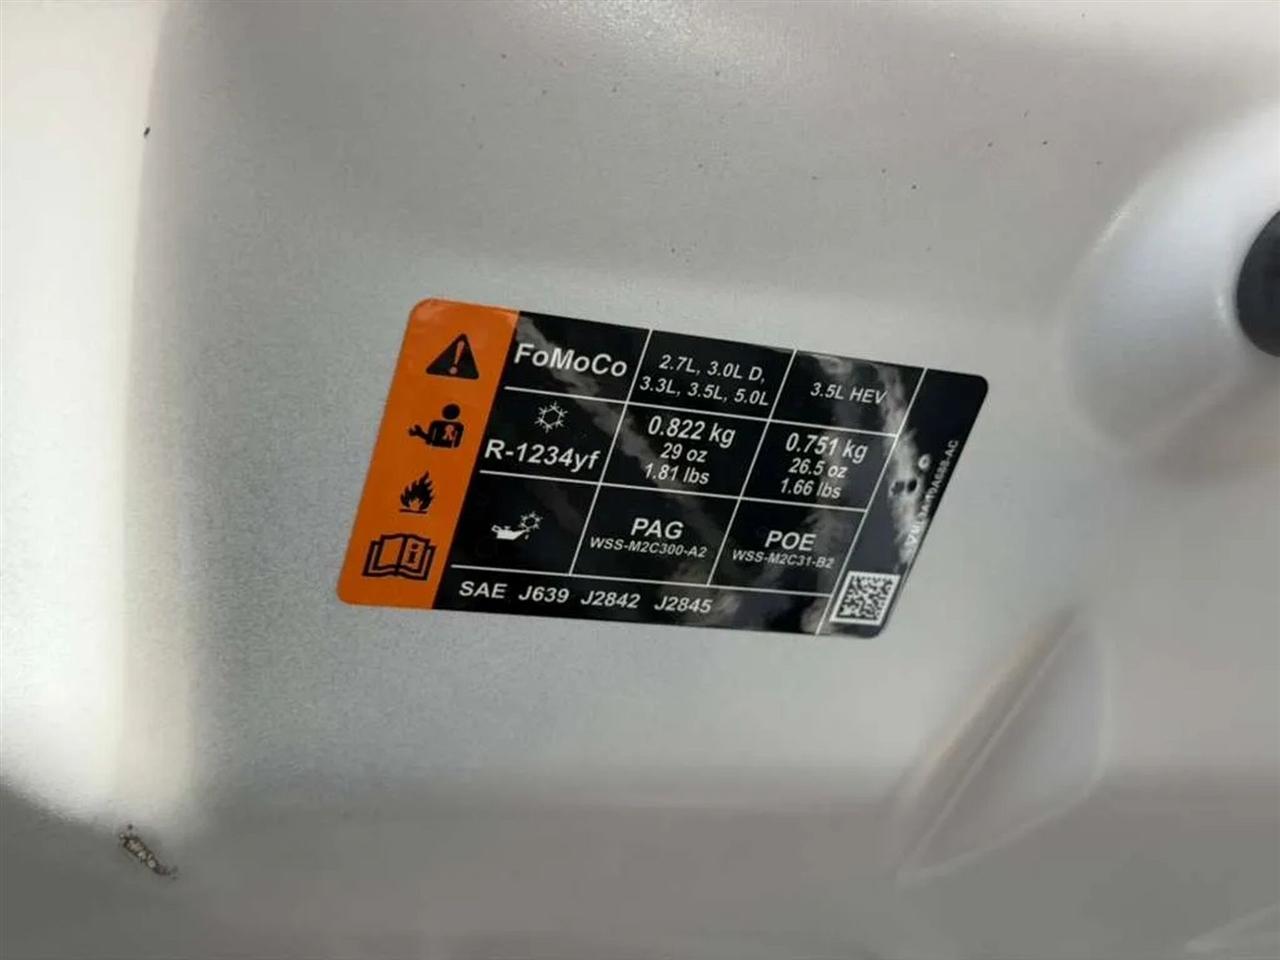 FoMoCo
2.7L, 3.0L D,
3.3L, 3.5L, 5.0L
3.5L HEV
R-1234yf
0.822 kg
29 oz
1.81 lbs
0.751 kg
26.5 oz
1.66 lbs
PAG
WSS-M2C300-A2
POE
WSS-M2C31-B2
SAE J639 J2842 J2845